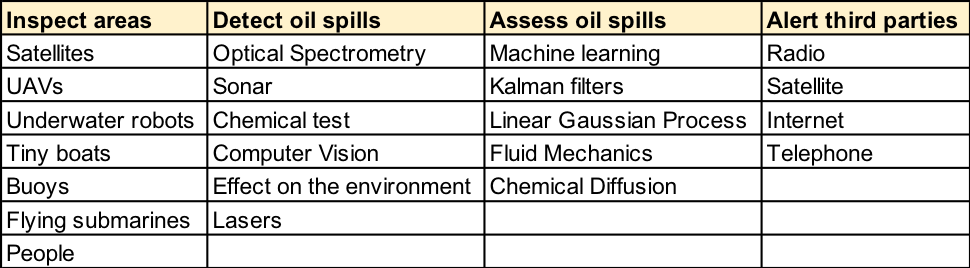 Inspect areas Detect oil spills Assess oil spills Alert third parties
Satellites Optical Spectrometry Machine learning Radio
UAVs Sonar Kalman filters Satellite
Underwater robots Chemical test Linear Gaussian Process Internet
Tiny boats Computer Vision Fluid Mechanics Telephone
Buoys Effect on the environment Chemical Diffusion
Flying submarines Lasers
People